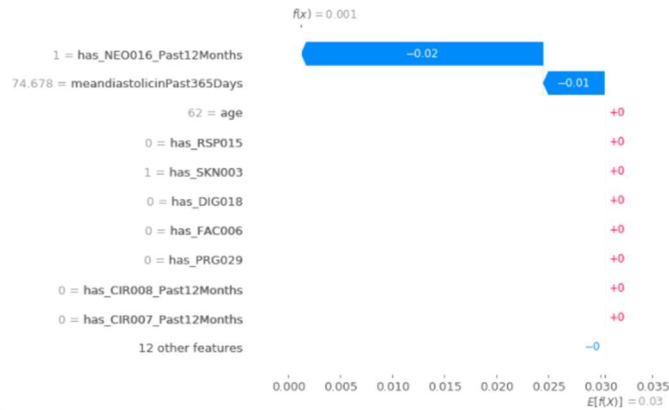 f(x) = 0.001
1 = has_NEO016_Past12Months −0.02
74.678 = meandiastolicinPast365Days −0.01
62 = age +0
0 = has_RSP015 +0
1 = has_SKN003 +0
0 = has_DIG018 +0
0 = has_FAC006 +0
0 = has_PRG029 +0
0 = has_CIR008_Past12Months +0
0 = has_CIR007_Past12Months +0
12 other features −0
0.000 0.005 0.010 0.015 0.020 0.025 0.030 0.035
E[f(X)] = 0.03